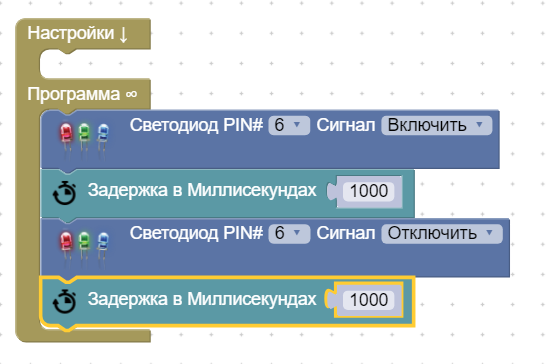 Настройки ↓
Программа ∞
Светодиод PIN# 6 Сигнал Включить
Задержка в Миллисекундах 1000
Светодиод PIN# 6 Сигнал Отключить
Задержка в Миллисекундах 1000